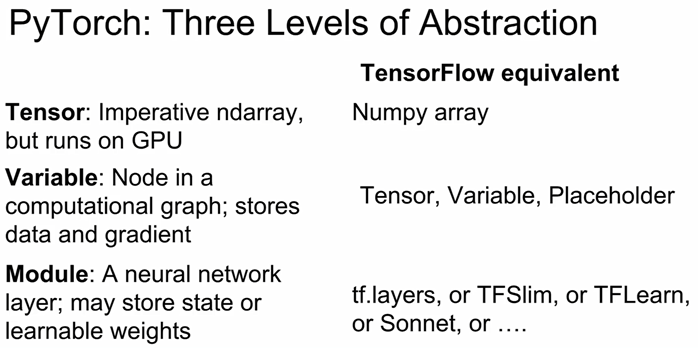 PyTorch: Three Levels of Abstraction
TensorFlow equivalent
Tensor: Imperative ndarray,
but runs on GPU
Numpy array
Variable: Node in a
computational graph; stores
data and gradient
Tensor, Variable, Placeholder
Module: A neural network
layer; may store state or
learnable weights
tf.layers, or TFSlim, or TFLearn,
or Sonnet, or ….